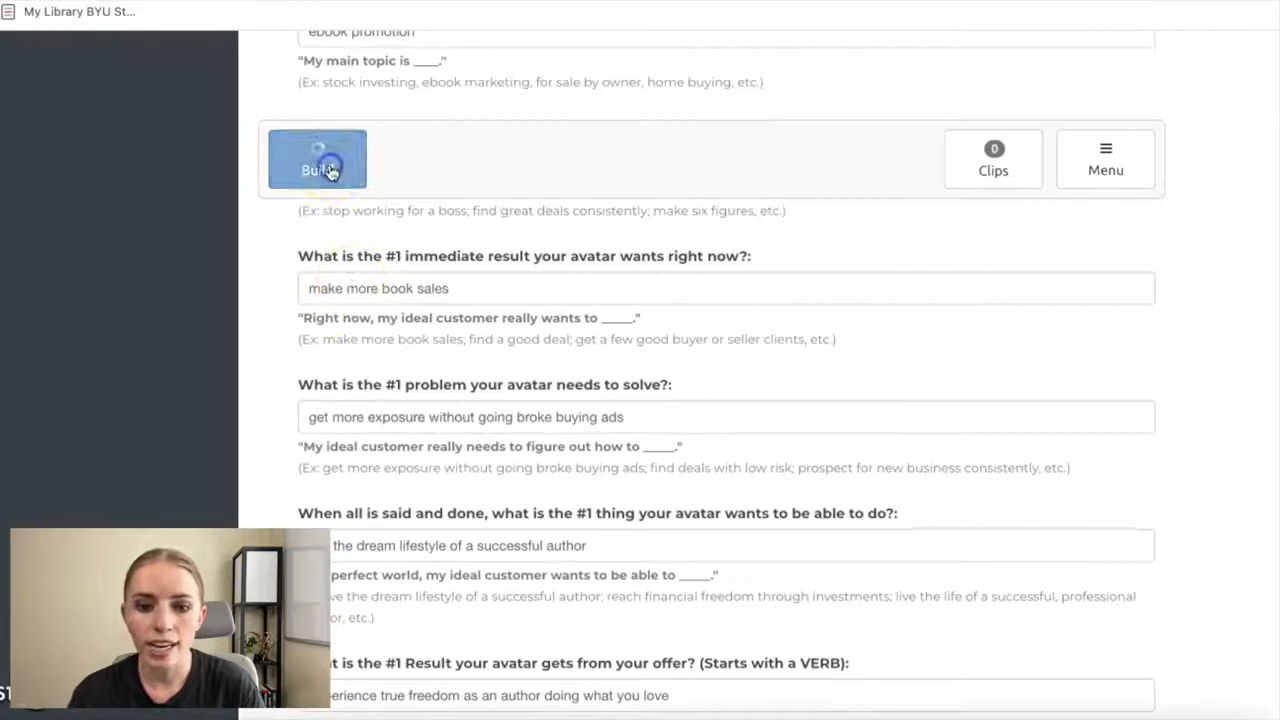 My Library BYU St...
ebook promotion
"My main topic is ____."
(Ex: stock investing, ebook marketing, for sale by owner, home buying, etc.)
Build
0
Clips
Menu
(Ex: stop working for a boss; find great deals consistently; make six figures, etc.)
What is the #1 immediate result your avatar wants right now?:
make more book sales
"Right now, my ideal customer really wants to _____."
(Ex: make more book sales; find a good deal; get a few good buyer or seller clients, etc.)
What is the #1 problem your avatar needs to solve?:
get more exposure without going broke buying ads
"My ideal customer really needs to figure out how to _____."
(Ex: get more exposure without going broke buying ads; find deals with low risk; prospect for new business consistently, etc.)
When all is said and done, what is the #1 thing your avatar wants to be able to do?:
the dream lifestyle of a successful author
perfect world, my ideal customer wants to be able to _____."
the dream lifestyle of a successful author; reach financial freedom through investments; live the life of a successful, professional
etc.)
is the #1 Result your avatar gets from your offer? (Starts with a VERB):
true freedom as an author doing what you love